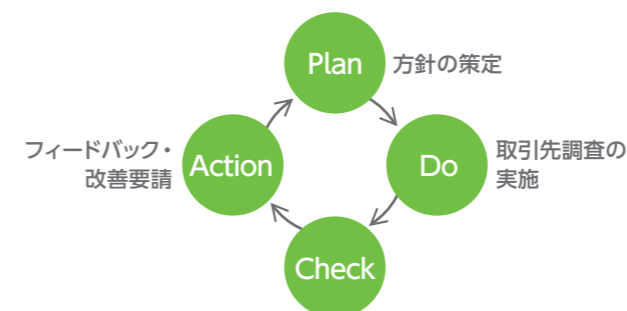 Plan
方針の策定
フィードバック・
改善要請
Action
Do
取引先調査の
実施
Check